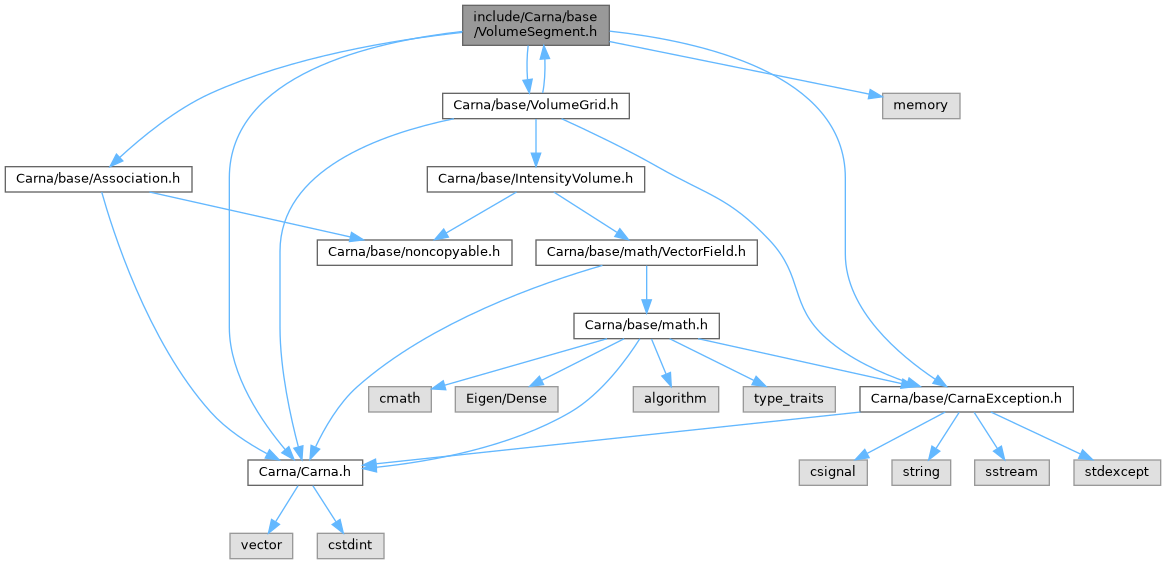 include/Carna/base
/VolumeSegment.h
Carna/base/VolumeGrid.h
memory
Carna/base/Association.h
Carna/base/IntensityVolume.h
Carna/base/noncopyable.h
Carna/base/math/VectorField.h
Carna/base/math.h
cmath
Eigen/Dense
algorithm
type_traits
Carna/base/CarnaException.h
Carna/Carna.h
csignal
string
sstream
stdexcept
vector
cstdint